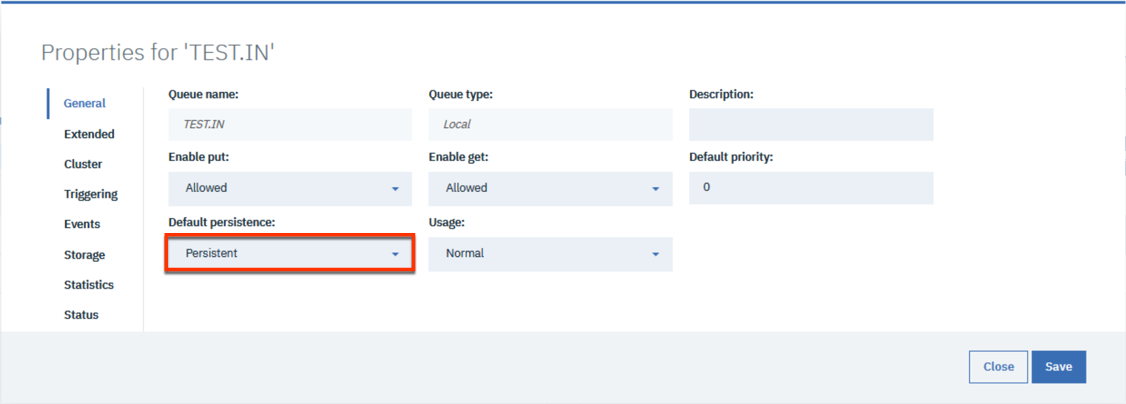 Properties for 'TEST.IN'
General
Extended
Cluster
Triggering
Events
Storage
Statistics
Status
Queue name:
TEST.IN
Queue type:
Local
Description:
Enable put:
Allowed
Enable get:
Allowed
Default priority:
0
Default persistence:
Persistent
Usage:
Normal
Close
Save